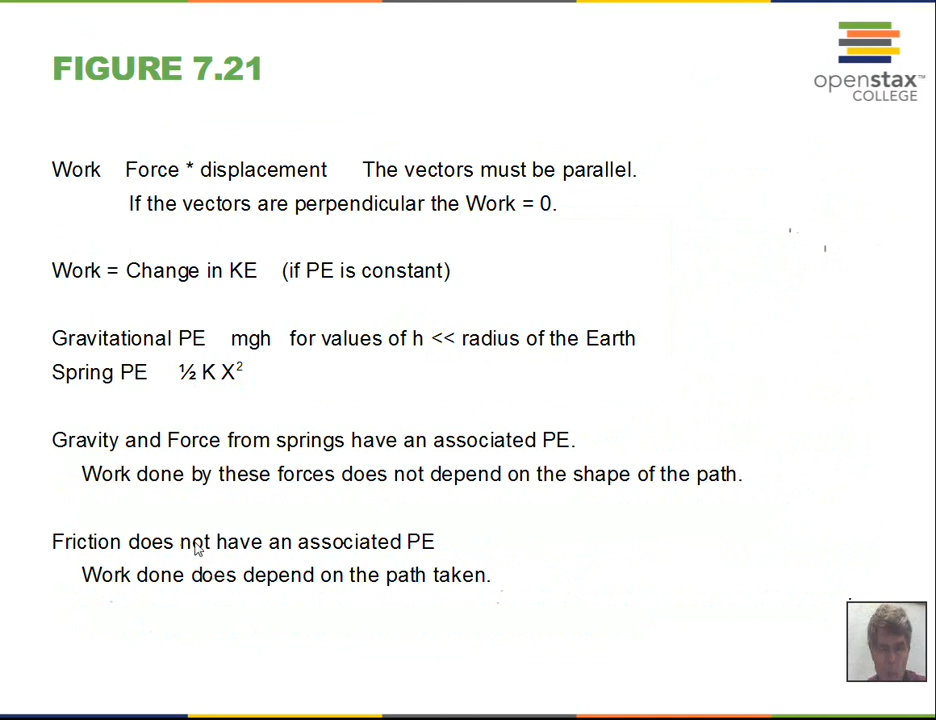 FIGURE 7.21
openstax™
COLLEGE
Work Force * displacement The vectors must be parallel.
If the vectors are perpendicular the Work = 0.
Work = Change in KE (if PE is constant)
Gravitational PE mgh for values of h << radius of the Earth
Spring PE ½ K X²
Gravity and Force from springs have an associated PE.
Work done by these forces does not depend on the shape of the path.
Friction does not have an associated PE
Work done does depend on the path taken.